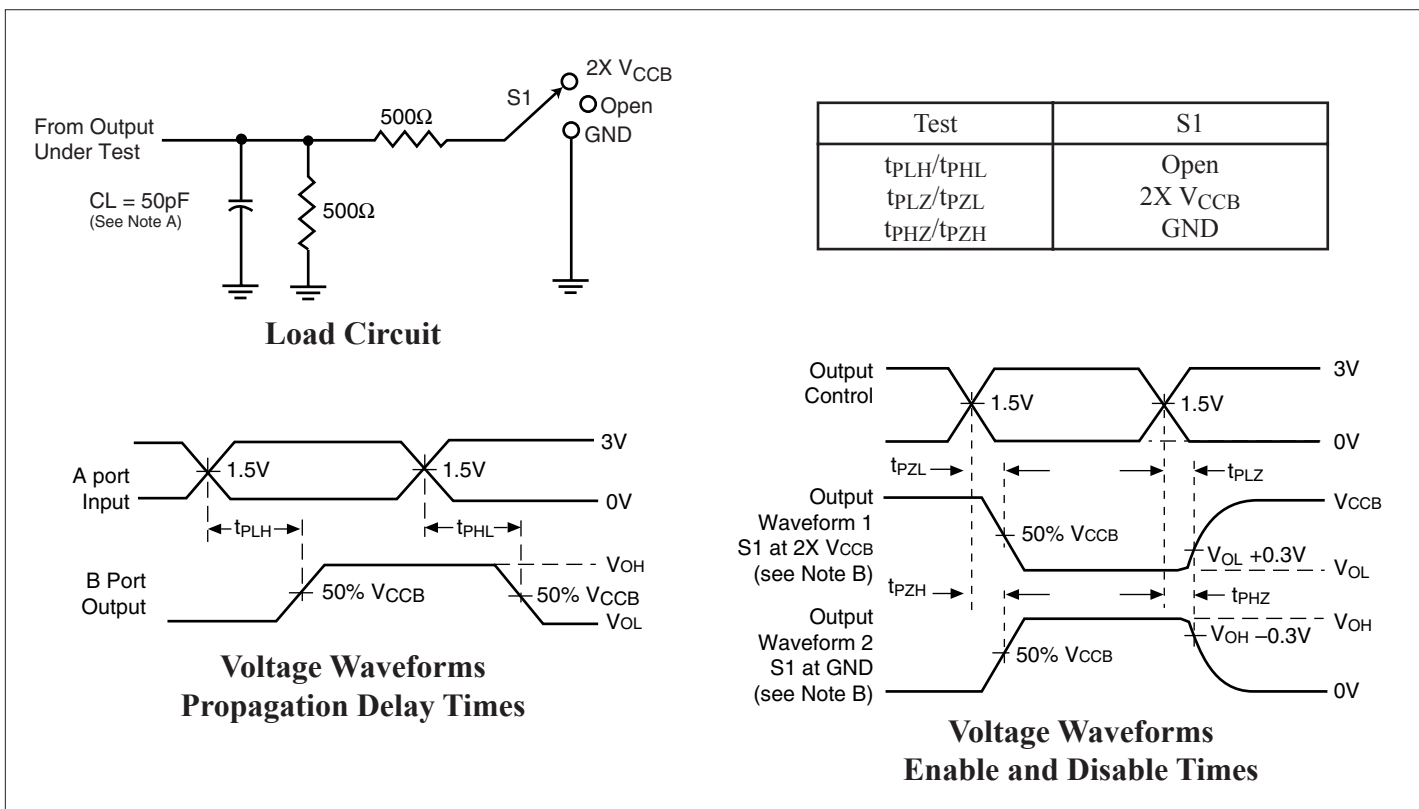 2X VCCB
S1
Open
GND
500Ω
From Output
Under Test
CL = 50pF
(See Note A)
500Ω
Load Circuit
Test S1
tPLH/tPHL Open
tPLZ/tPZL 2X VCCB
tPHZ/tPZH GND
A port
Input
1.5V
1.5V
3V
0V
tPLH
tPHL
B Port
Output
50% VCCB
50% VCCB
VOH
VOL
Voltage Waveforms
Propagation Delay Times
Output
Control
1.5V
1.5V
3V
0V
tPZL
tPLZ
Output
Waveform 1
S1 at 2X VCCB
(see Note B)
50% VCCB
VCCB
VOL +0.3V
VOL
tPZH
tPHZ
Output
Waveform 2
S1 at GND
(see Note B)
50% VCCB
VOH
VOH –0.3V
0V
Voltage Waveforms
Enable and Disable Times